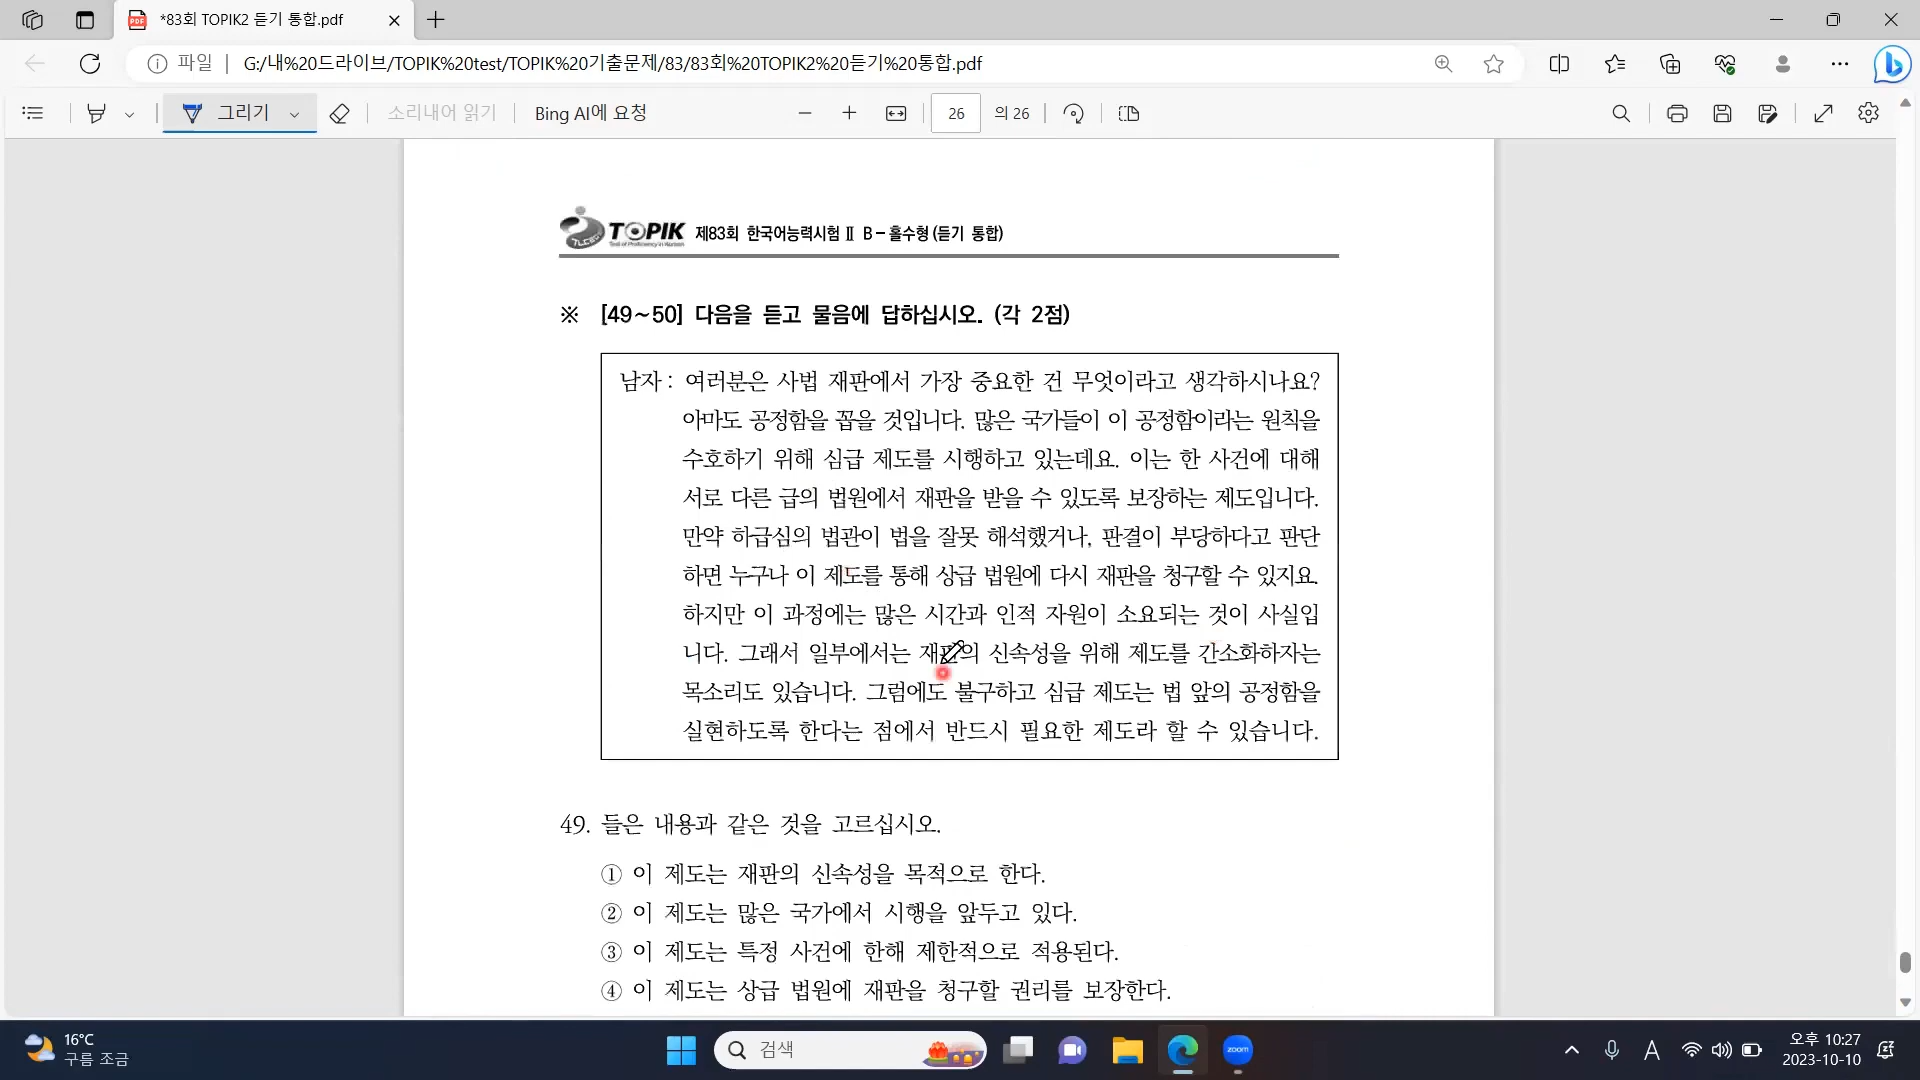 *83회 TOPIK2 듣기 통합.pdf
파일 | G:/내%20드라이브/TOPIK%20test/TOPIK%20기출문제/83/83회%20TOPIK2%20듣기%20통합.pdf
그리기 소리내어 읽기 Bing AI에 요청 26 의 26
TOPIK 제83회 한국어능력시험 Ⅱ B-홀수형(듣기 통합)
※ [49~50] 다음을 듣고 물음에 답하십시오. (각 2점)
남자 : 여러분은 사법 재판에서 가장 중요한 건 무엇이라고 생각하시나요?
아마도 공정함을 꼽을 것입니다. 많은 국가들이 이 공정함이라는 원칙을
수호하기 위해 심급 제도를 시행하고 있는데요. 이는 한 사건에 대해
서로 다른 급의 법원에서 재판을 받을 수 있도록 보장하는 제도입니다.
만약 하급심의 법관이 법을 잘못 해석했거나, 판결이 부당하다고 판단
하면 누구나 이 제도를 통해 상급 법원에 다시 재판을 청구할 수 있지요.
하지만 이 과정에는 많은 시간과 인적 자원이 소요되는 것이 사실입
니다. 그래서 일부에서는 재판의 신속성을 위해 제도를 간소화하자는
목소리도 있습니다. 그럼에도 불구하고 심급 제도는 법 앞의 공정함을
실현하도록 한다는 점에서 반드시 필요한 제도라 할 수 있습니다.
49. 들은 내용과 같은 것을 고르십시오.
① 이 제도는 재판의 신속성을 목적으로 한다.
② 이 제도는 많은 국가에서 시행을 앞두고 있다.
③ 이 제도는 특정 사건에 한해 제한적으로 적용된다.
④ 이 제도는 상급 법원에 재판을 청구할 권리를 보장한다.
16°C
구름 조금
검색
zoom
A
오후 10:27
2023-10-10